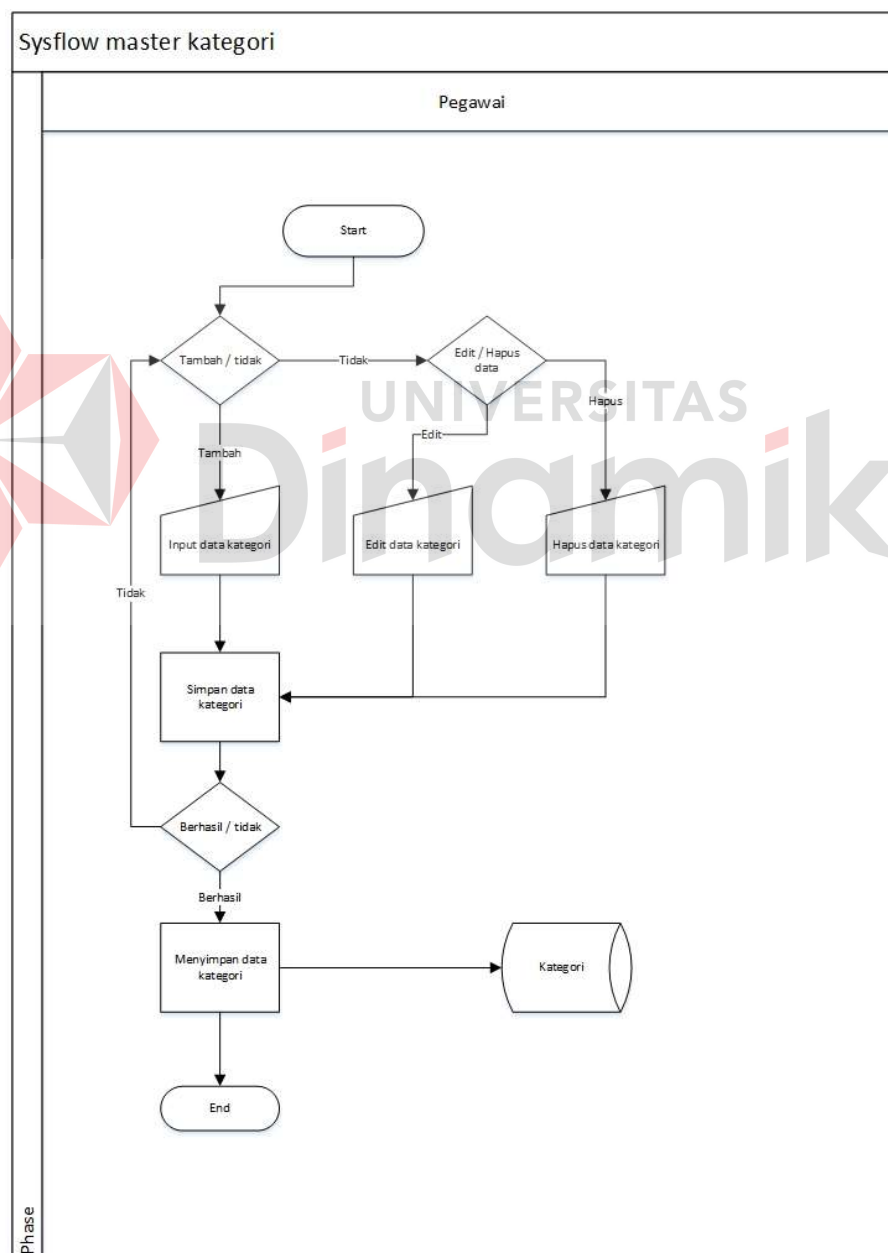 Sysflow master kategori
Pegawai
Start
Tambah / tidak
Tidak
Edit / Hapus
data
UNIVERSITAS
Dinamik
Hapus
Edit
Tambah
Input data kategori
Edit data kategori
Hapus data kategori
Tidak
Simpan data
kategori
Berhasil / tidak
Berhasil
Menyimpan data
kategori
Kategori
End
Phase